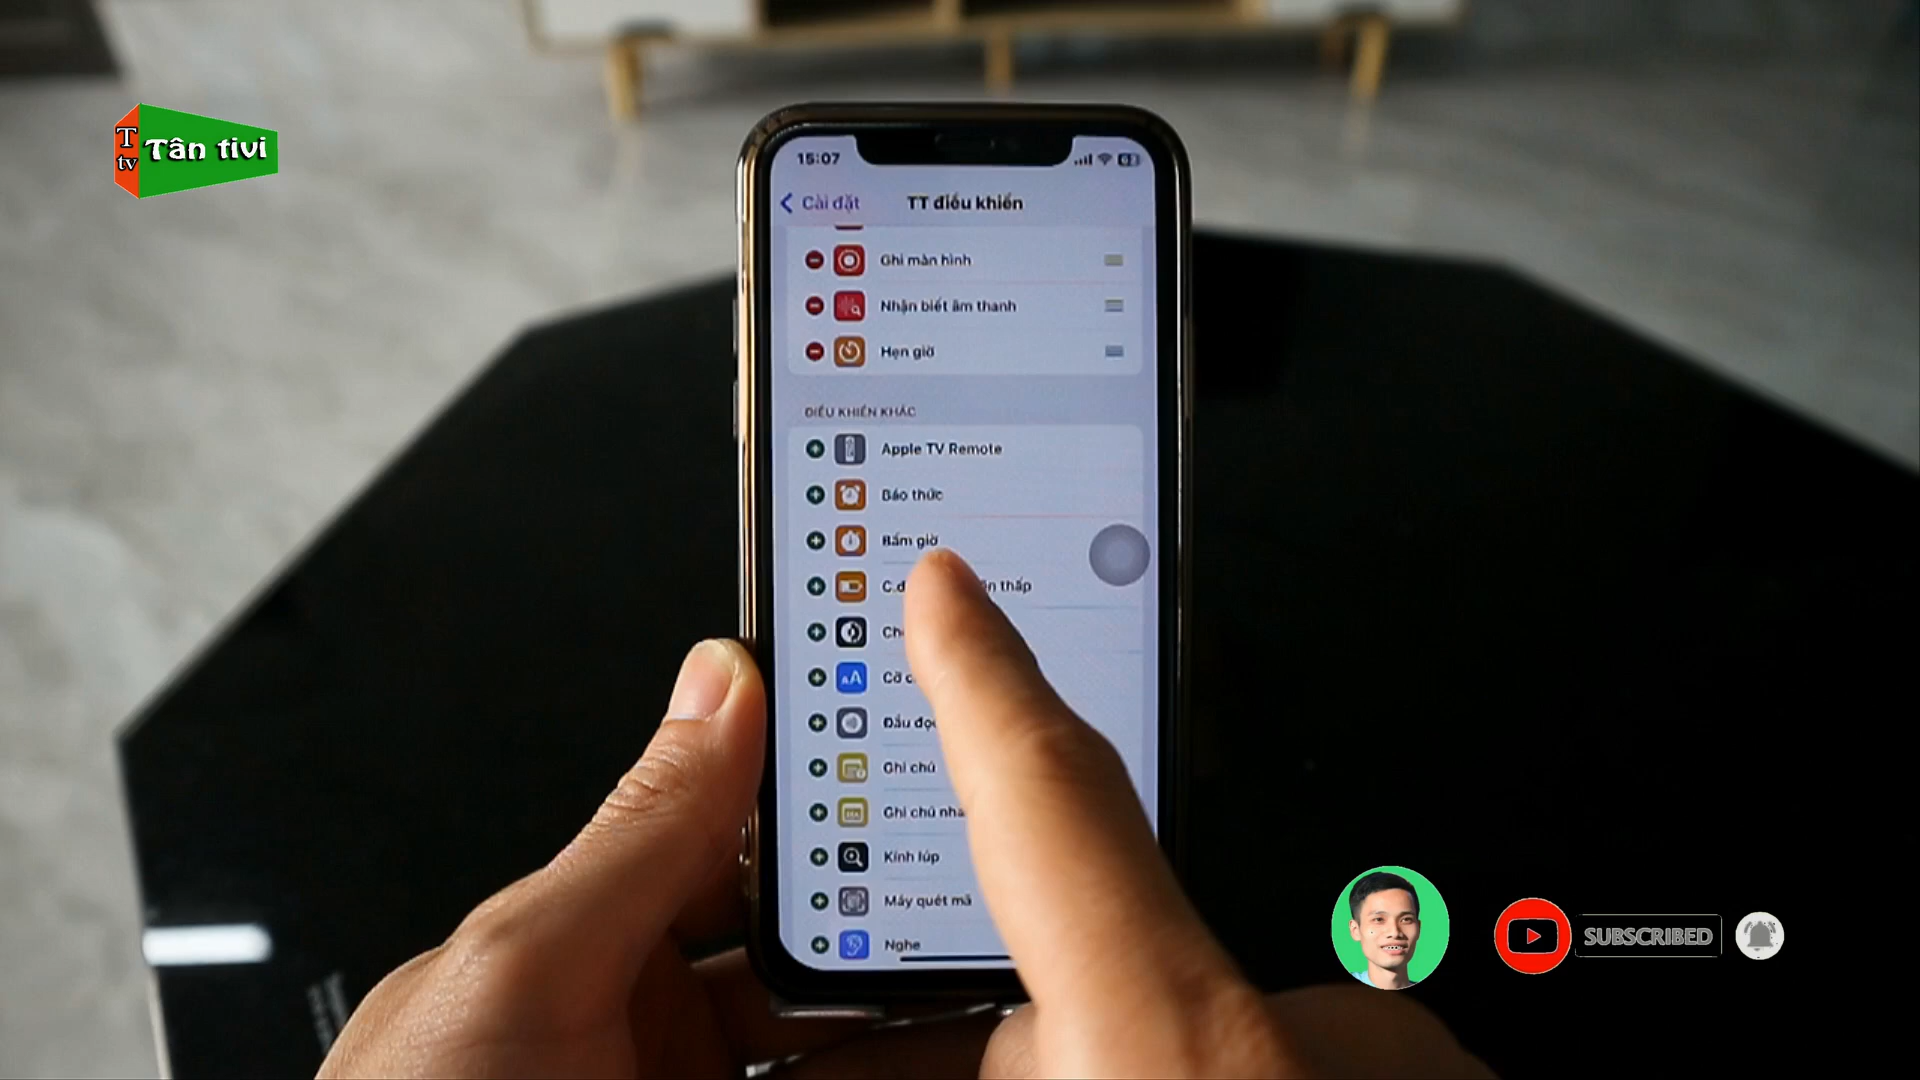 T
tv
Tân tivi
15:07
Cài đặt
TT điều khiển
Ghi màn hình
Nhận biết âm thanh
Hẹn giờ
ĐIỀU KHIỂN KHÁC
Apple TV Remote
Báo thức
Bấm giờ
thấp
AA
Cỡ
Ghi chú
Ghi chú
Kính lúp
Máy quét mã
Nghe
SUBSCRIBED